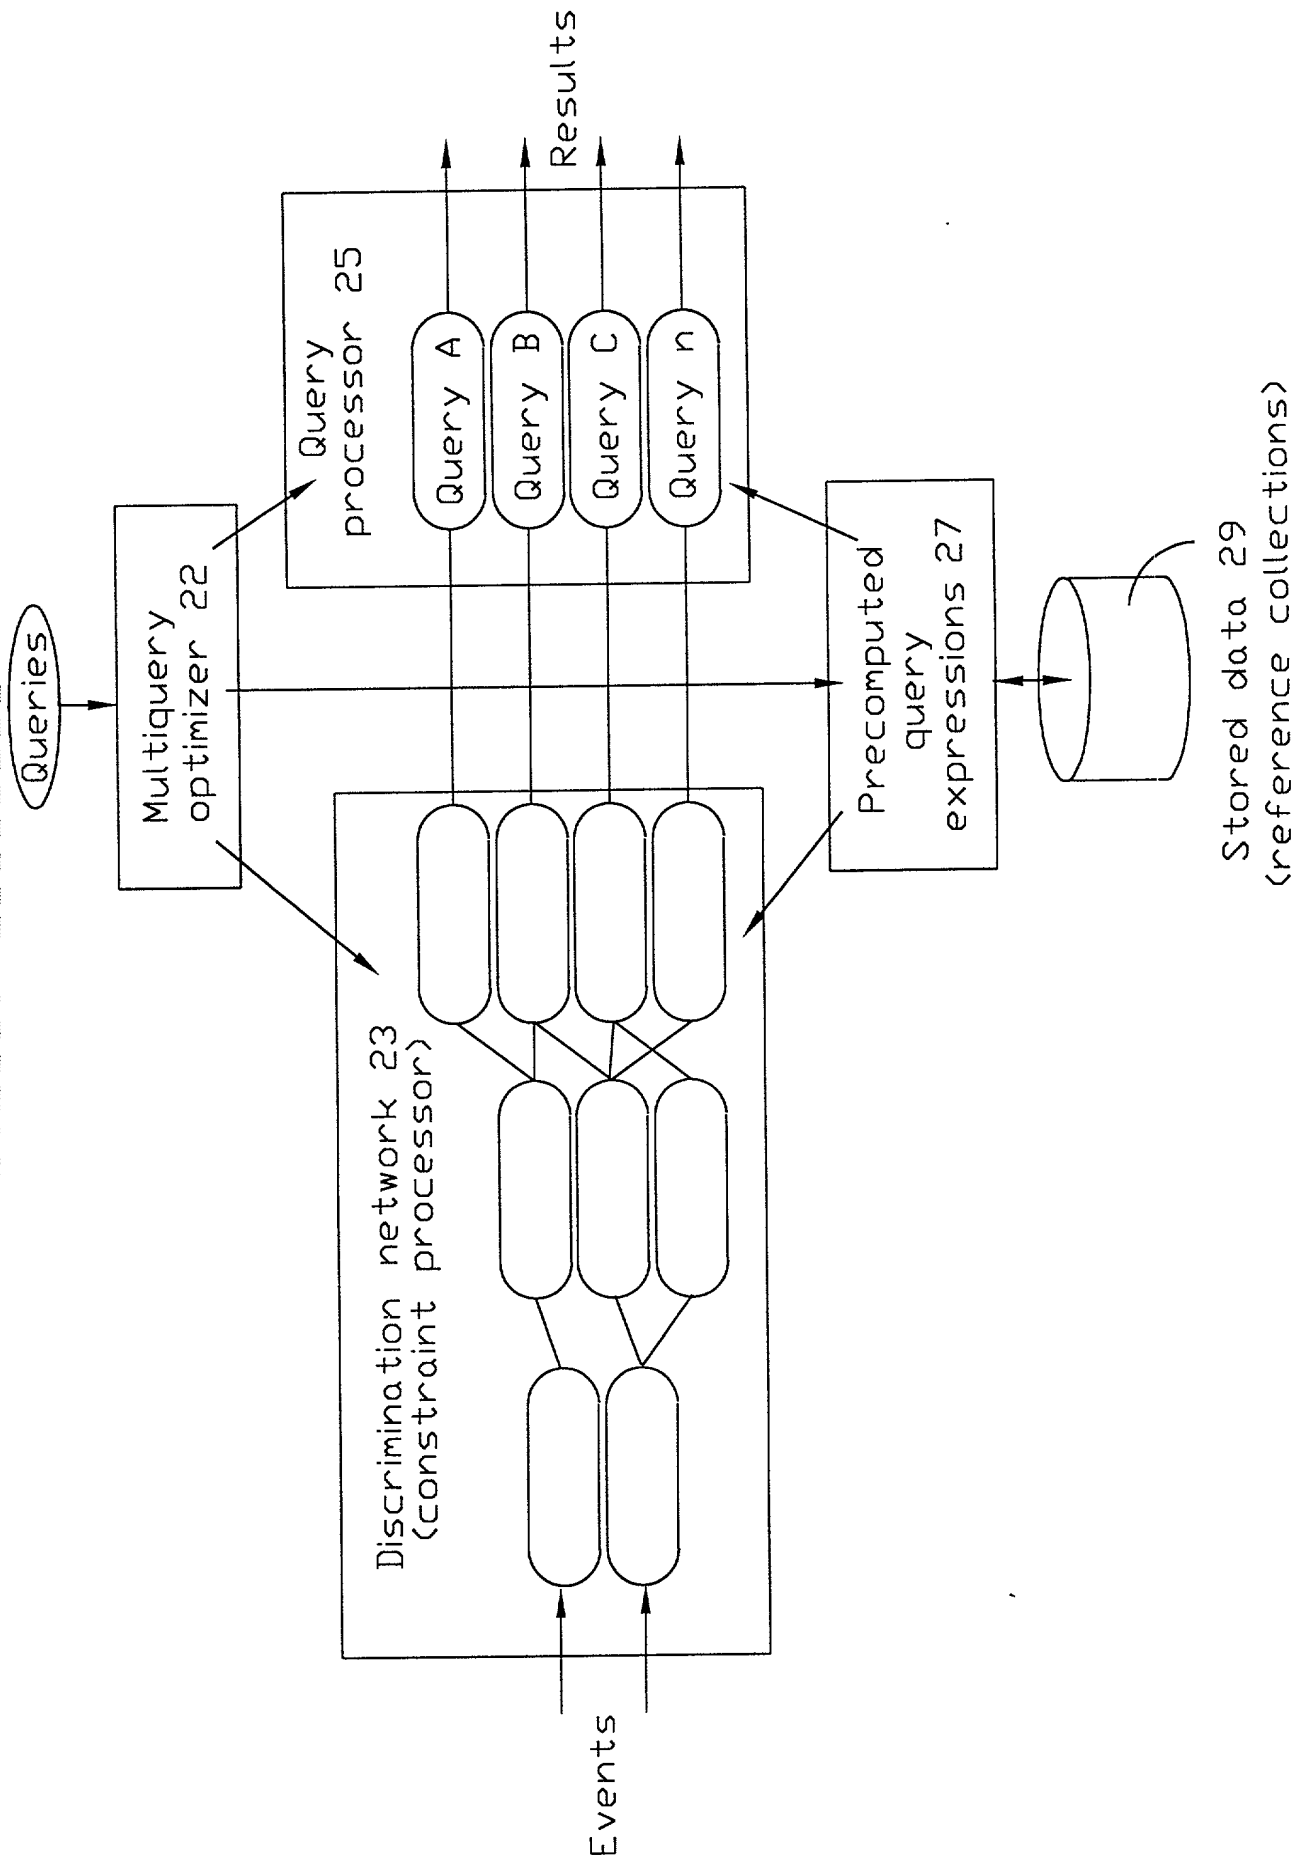 Queries
Multiquery
optimizer 22
Discrimination network 23
(constraint processor)
Query
processor 25
Query A
Query B
Query C
Query n
Events
Results
Precomputed
query
expressions 27
Stored data 29
(reference collections)